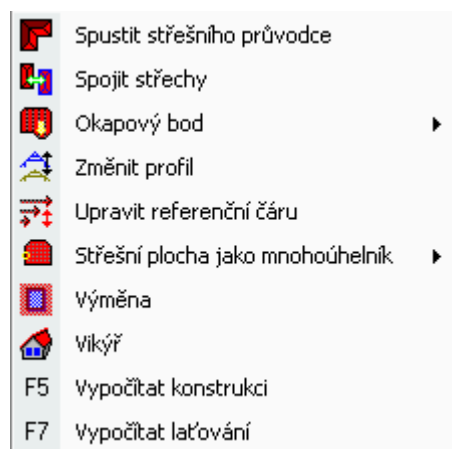 Spustit střešního průvodce
Spojit střechy
Okapový bod
Změnit profil
Upravit referenční čáru
Střešní plocha jako mnohoúhelník
Výměna
Vikýř
F5 Vypočítat konstrukci
F7 Vypočítat laťování